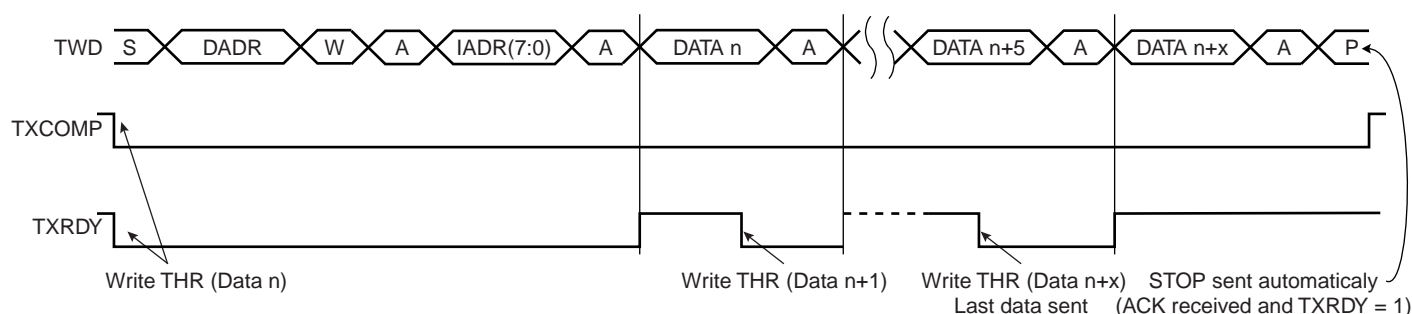 TWD S DADR W A IADR(7:0) A DATA n A DATA n+5 A DATA n+x A P
TXCOMP
TXRDY
Write THR (Data n) Write THR (Data n+1) Write THR (Data n+x) STOP sent automaticaly
Last data sent (ACK received and TXRDY = 1)